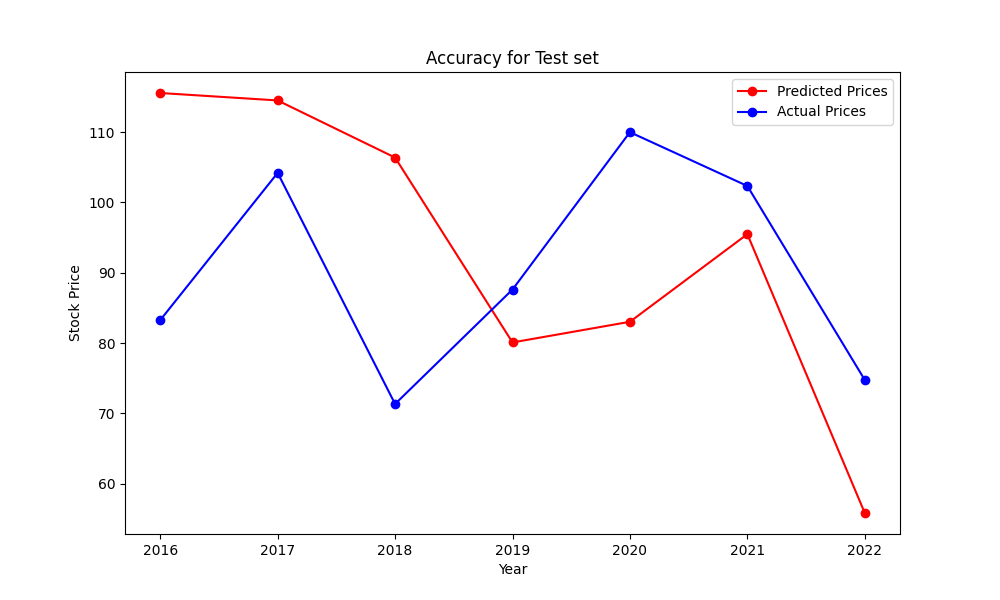 Accuracy for Test set
Predicted Prices
Actual Prices
Stock Price
110
100
90
80
70
60
2016 2017 2018 2019 2020 2021 2022
Year